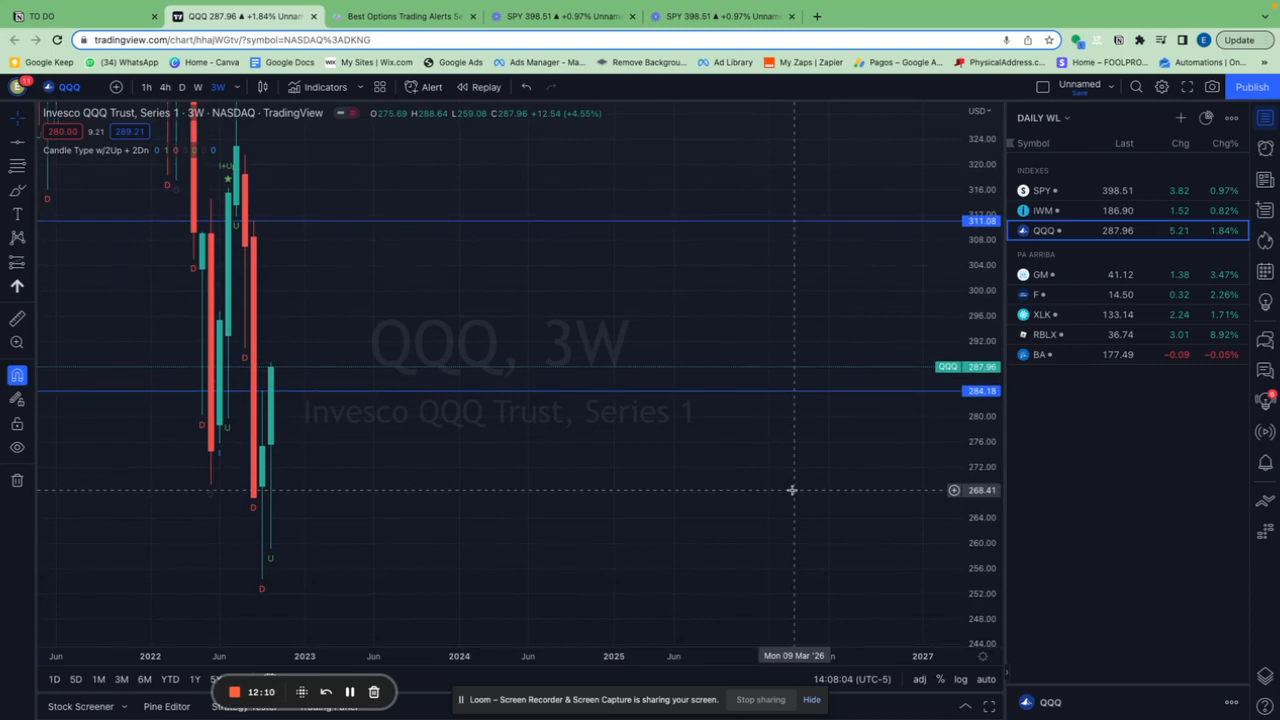 TO DO
QQQ 287.96 ▲ +1.84% Unnam
Best Options Trading Alerts Se
SPY 398.51 ▲ +0.97% Unname
SPY 398.51 ▲ +0.97% Unname
tradingview.com/chart/hhajWGtv/?symbol=NASDAQ%3ADKNG
Update
Google Keep
(34) WhatsApp
Home - Canva
Google Docs
WIX My Sites | Wix.com
Google Ads
Ads Manager - Ma...
Remove Backgrou...
Ad Library
My Zaps | Zapier
Pagos – Google A...
PhysicalAddress.c...
Home — FOOLPRO...
Automations | On...
E 11 QQQ
1h 4h D W 3W
Indicators
Alert
Replay
Unnamed
Save
Publish
Invesco QQQ Trust, Series 1 · 3W · NASDAQ · TradingView
O275.69 H288.64 L259.08 C287.96 +12.54 (+4.55%)
280.00 9.21 289.21
Candle Type w/2Up + 2Dn 0 1 0 0 0 0
USD
DAILY WL
Symbol Last Chg Chg%
INDEXES
SPY 398.51 3.82 0.97%
IWM 186.90 1.52 0.82%
QQQ 287.96 5.21 1.84%
PA ARRIBA
GM 41.12 1.38 3.47%
F 14.50 0.32 2.26%
XLK 133.14 2.24 1.71%
RBLX 36.74 3.01 8.92%
BA 177.49 −0.09 −0.05%
324.00
320.00
316.00
312.00
311.08
308.00
304.00
300.00
296.00
292.00
QQQ 287.96
284.18
280.00
276.00
272.00
268.41
264.00
260.00
256.00
252.00
248.00
244.00
QQQ, 3W
Invesco QQQ Trust, Series 1
Jun 2022 Jun 2023 Jun 2024 Jun 2025 Jun Mon 09 Mar '26 2027
1D 5D 1M 3M 6M YTD 1Y
14:08:04 (UTC-5)
adj % log auto
12:10
Loom – Screen Recorder & Screen Capture is sharing your screen.
Stop sharing
Hide
Stock Screener
Pine Editor
QQQ